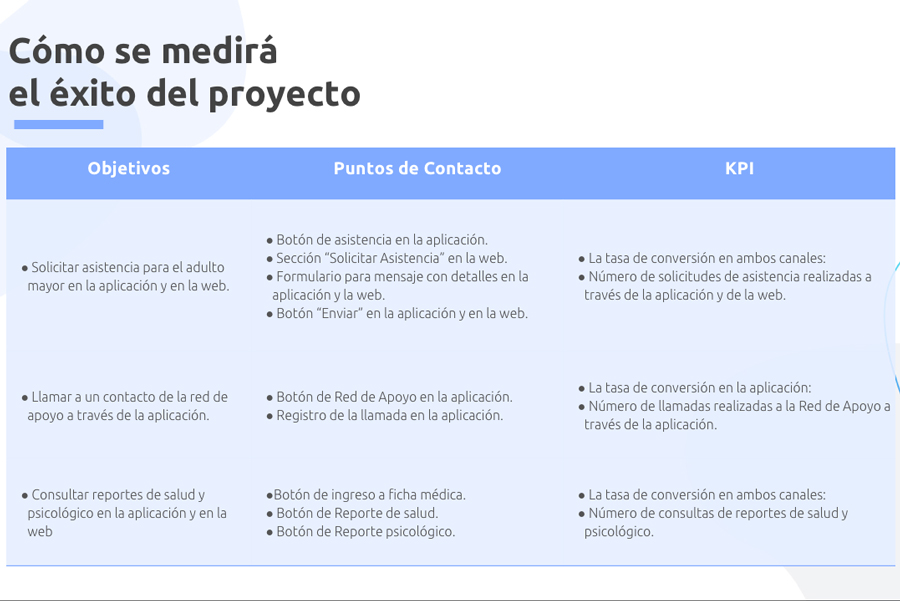 Cómo se medirá
el éxito del proyecto
Objetivos
Puntos de Contacto
KPI
● Solicitar asistencia para el adulto
mayor en la aplicación y en la web.
● Botón de asistencia en la aplicación.
● Sección “Solicitar Asistencia” en la web.
● Formulario para mensaje con detalles en la
aplicación y la web.
● Botón “Enviar” en la aplicación y en la web.
● La tasa de conversión en ambos canales:
● Número de solicitudes de asistencia realizadas a
través de la aplicación y de la web.
● Llamar a un contacto de la red de
apoyo a través de la aplicación.
● Botón de Red de Apoyo en la aplicación.
● Registro de la llamada en la aplicación.
● La tasa de conversión en la aplicación:
● Número de llamadas realizadas a la Red de Apoyo a
través de la aplicación.
● Consultar reportes de salud y
psicológico en la aplicación y en la
web
●Botón de ingreso a ficha médica.
● Botón de Reporte de salud.
● Botón de Reporte psicológico.
● La tasa de conversión en ambos canales:
● Número de consultas de reportes de salud y
psicológico.